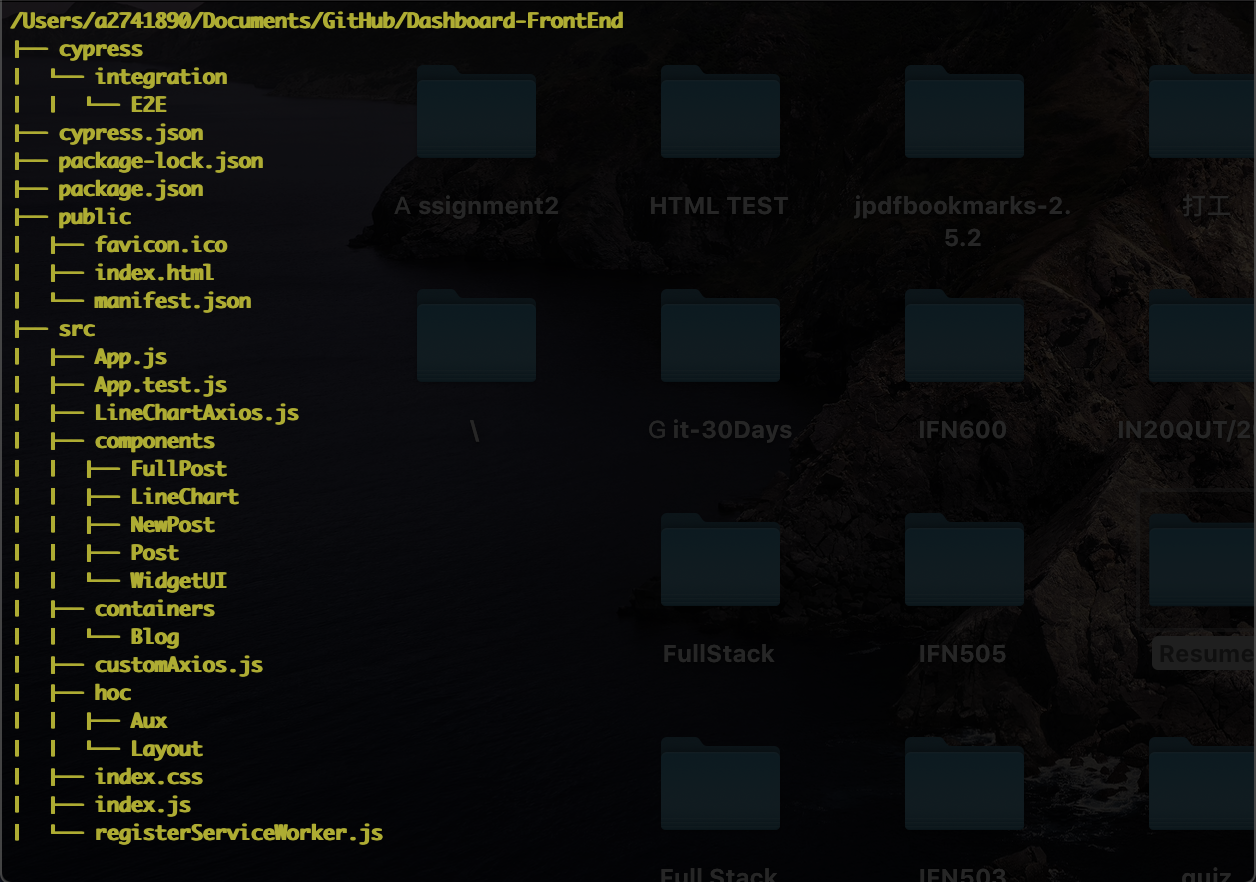 /Users/a2741890/Documents/GitHub/Dashboard-FrontEnd
├── cypress
|   └── integration
|   |   └── E2E
├── cypress.json
├── package-lock.json
├── package.json
├── public
|   ├── favicon.ico
|   ├── index.html
|   └── manifest.json
├── src
|   ├── App.js
|   ├── App.test.js
|   ├── LineChartAxios.js
|   ├── components
|   |   ├── FullPost
|   |   ├── LineChart
|   |   ├── NewPost
|   |   ├── Post
|   |   └── WidgetUI
|   ├── containers
|   |   └── Blog
|   ├── customAxios.js
|   ├── hoc
|   |   ├── Aux
|   |   └── Layout
|   ├── index.css
|   ├── index.js
|   └── registerServiceWorker.js
A ssignment2
HTML TEST
jpdfbookmarks-2.
5.2
打工
\
G it-30Days
IFN600
IN20QUT/2
FullStack
IFN505
Resume
Full Stack
IFN503
quiz